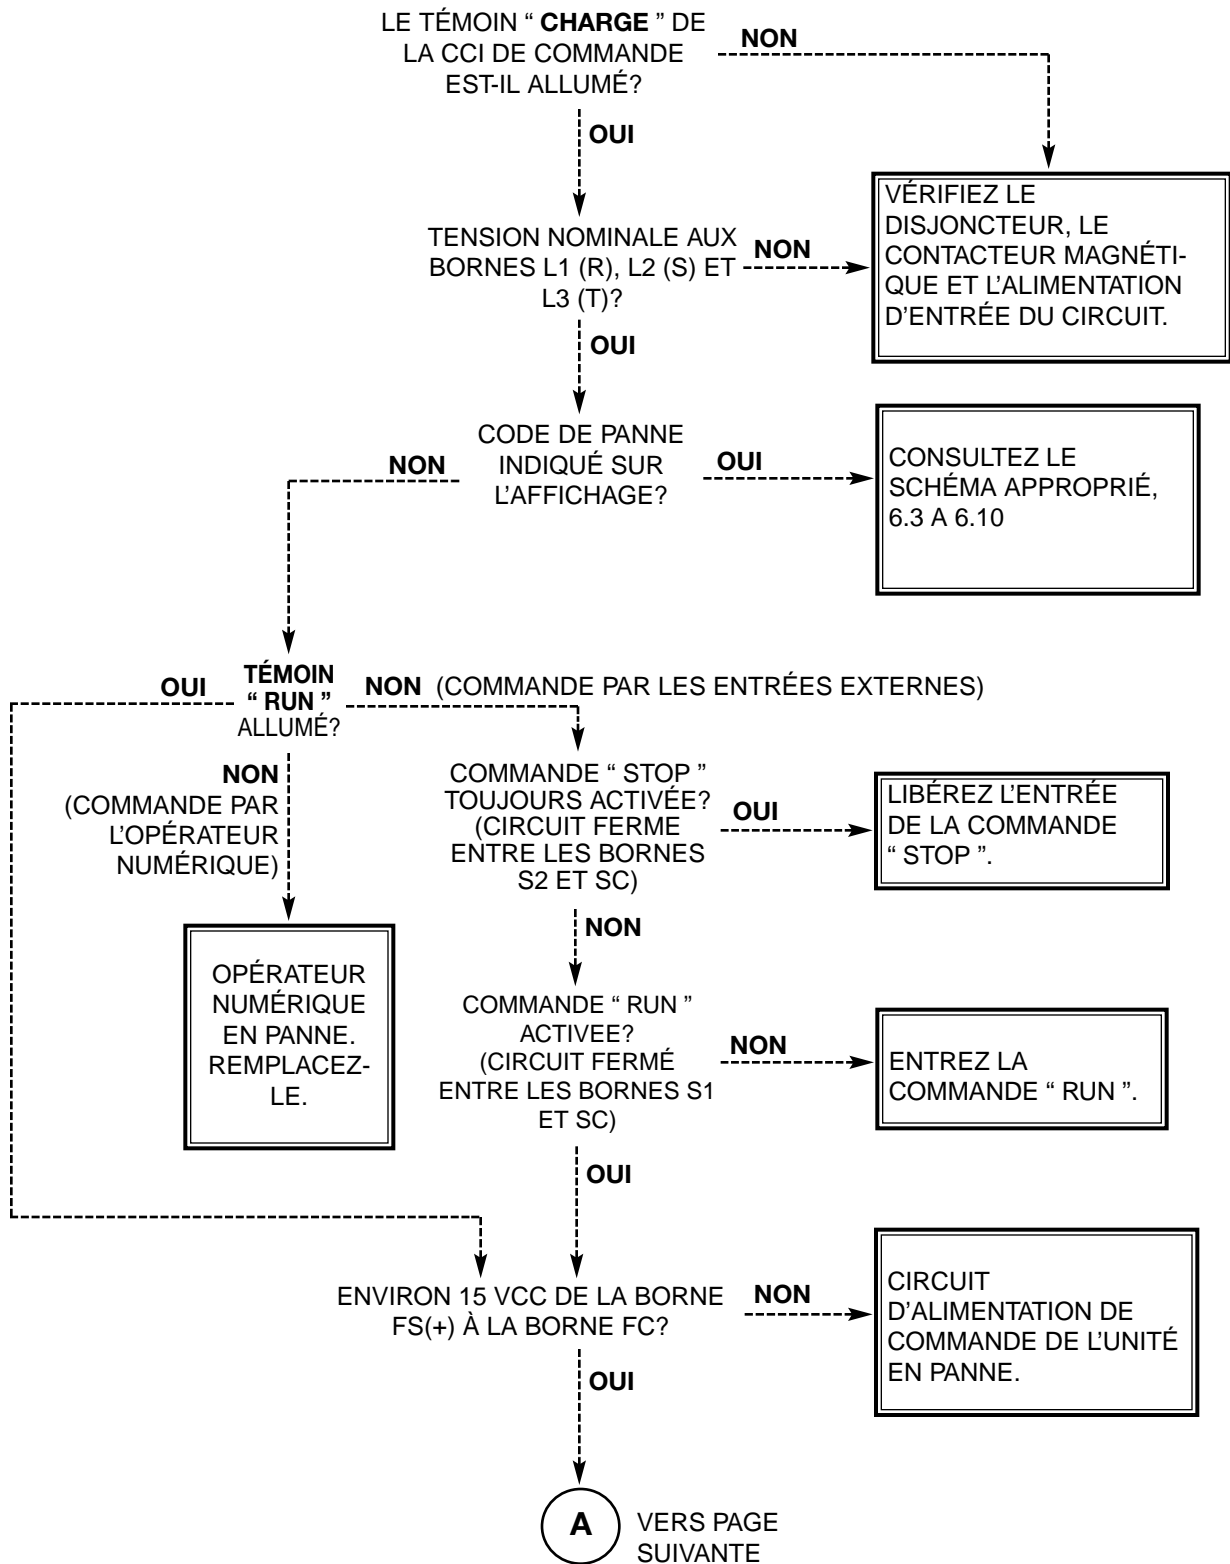 LE TÉMOIN “ CHARGE ” DE
LA CCI DE COMMANDE
EST-IL ALLUMÉ?
NON
OUI
VÉRIFIEZ LE
DISJONCTEUR, LE
CONTACTEUR MAGNÉTI-
QUE ET L’ALIMENTATION
D’ENTRÉE DU CIRCUIT.
TENSION NOMINALE AUX
BORNES L1 (R), L2 (S) ET
L3 (T)?
NON
OUI
CODE DE PANNE
INDIQUÉ SUR
L’AFFICHAGE?
NON
OUI
CONSULTEZ LE
SCHÉMA APPROPRIÉ,
6.3 A 6.10
TÉMOIN
“ RUN ”
ALLUMÉ?
OUI
NON (COMMANDE PAR LES ENTRÉES EXTERNES)
NON
(COMMANDE PAR
L’OPÉRATEUR
NUMÉRIQUE)
COMMANDE “ STOP ”
TOUJOURS ACTIVÉE?
(CIRCUIT FERME
ENTRE LES BORNES
S2 ET SC)
OUI
LIBÉREZ L’ENTRÉE
DE LA COMMANDE
“ STOP ”.
NON
OPÉRATEUR
NUMÉRIQUE
EN PANNE.
REMPLACEZ-
LE.
COMMANDE “ RUN ”
ACTIVEE?
(CIRCUIT FERMÉ
ENTRE LES BORNES S1
ET SC)
NON
ENTREZ LA
COMMANDE “ RUN ”.
OUI
ENVIRON 15 VCC DE LA BORNE
FS(+) À LA BORNE FC?
NON
CIRCUIT
D’ALIMENTATION DE
COMMANDE DE L’UNITÉ
EN PANNE.
OUI
A
VERS PAGE
SUIVANTE